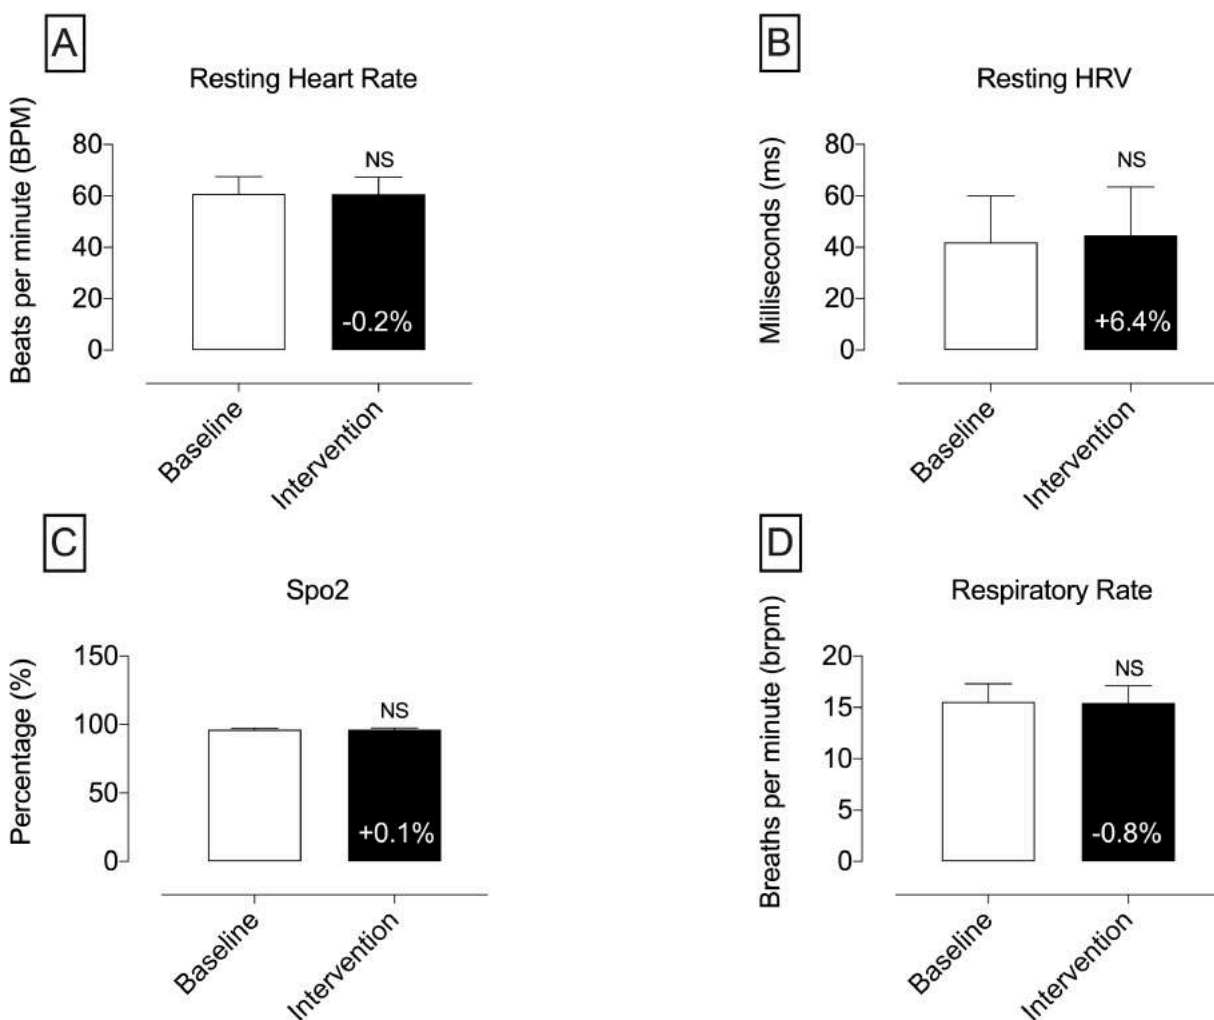 A
Resting Heart Rate
Beats per minute (BPM)
80
60
40
20
0
NS
-0.2%
Baseline
Intervention
B
Resting HRV
Milliseconds (ms)
80
60
40
20
0
NS
+6.4%
Baseline
Intervention
C
Spo2
Percentage (%)
150
100
50
0
NS
+0.1%
Baseline
Intervention
D
Respiratory Rate
Breaths per minute (brpm)
20
15
10
5
0
NS
-0.8%
Baseline
Intervention